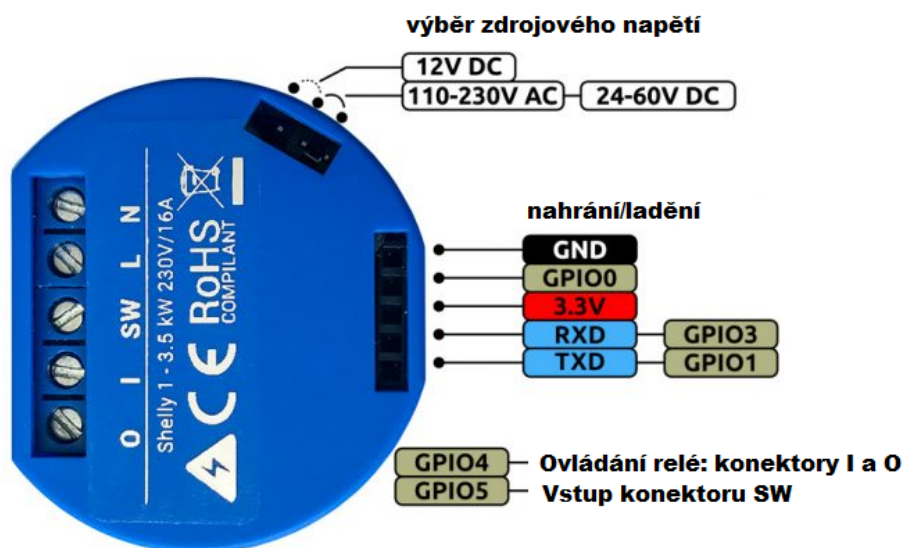 výběr zdrojového napětí
12V DC
110-230V AC
24-60V DC
nahrání/ladění
GND
GPIO0
3.3V
RXD
GPIO3
TXD
GPIO1
GPIO4
Ovládání relé: konektory I a O
GPIO5
Vstup konektoru SW
O I SW L N
Shelly 1 - 3.5 kW 230V/16A
CE RoHS
COMPILANT